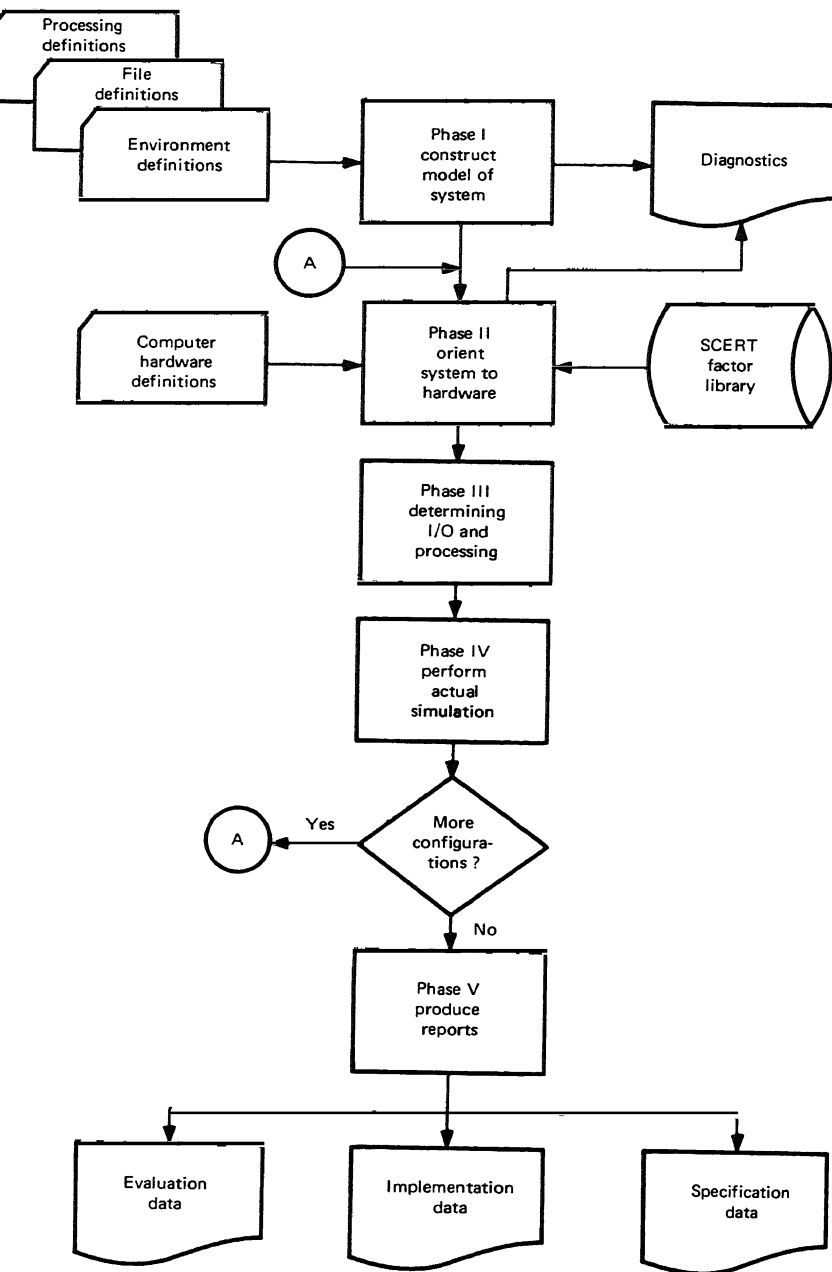 Processing
definitions
File
definitions
Environment
definitions
Phase I
construct
model of
system
Diagnostics
A
Computer
hardware
definitions
Phase II
orient
system to
hardware
SCERT
factor
library
Phase III
determining
I/O and
processing
Phase IV
perform
actual
simulation
More
configura-
tions ?
Yes
A
No
Phase V
produce
reports
Evaluation
data
Implementation
data
Specification
data